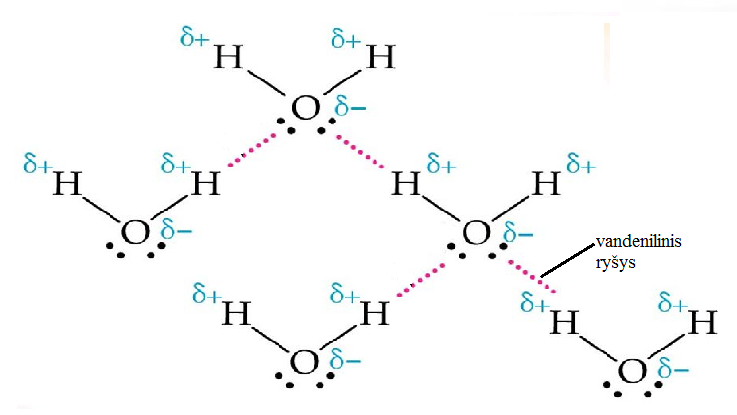 δ+ H δ+ H
O δ−
δ+ H δ+ H H δ+ H δ+
O δ− O δ−
vandenilinis
ryšys
δ+ H δ+ H δ+ H δ+ H
O δ− O δ−